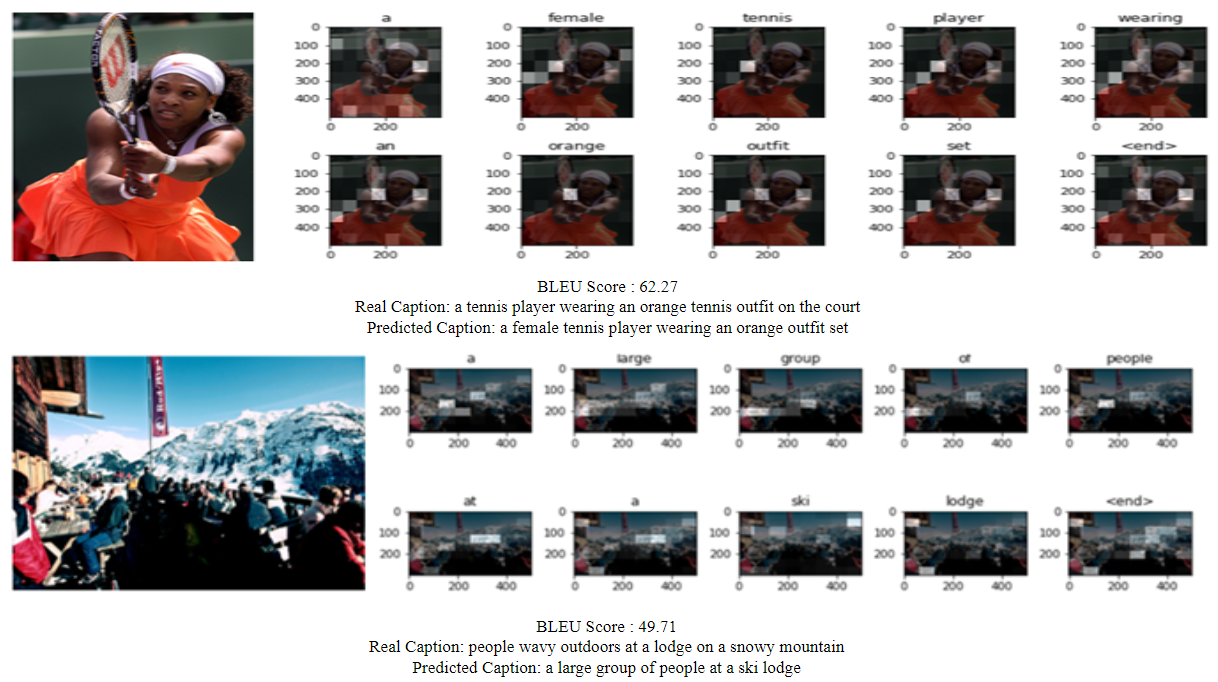 a female tennis player wearing
0 0 0 0 0
100 100 100 100 100
200 200 200 200 200
300 300 300 300 300
400 400 400 400 400
0 200 0 200 0 200 0 200 0 200
an orange outfit set <end>
0 0 0 0 0
100 100 100 100 100
200 200 200 200 200
300 300 300 300 300
400 400 400 400 400
0 200 0 200 0 200 0 200 0 200
BLEU Score : 62.27
Real Caption: a tennis player wearing an orange tennis outfit on the court
Predicted Caption: a female tennis player wearing an orange outfit set
a large group of people
0 0 0 0 0
100 100 100 100 100
200 200 200 200 200
0 200 400 0 200 400 0 200 400 0 200 400 0 200 400
at a ski lodge <end>
0 0 0 0 0
100 100 100 100 100
200 200 200 200 200
0 200 400 0 200 400 0 200 400 0 200 400 0 200 400
BLEU Score : 49.71
Real Caption: people wavy outdoors at a lodge on a snowy mountain
Predicted Caption: a large group of people at a ski lodge